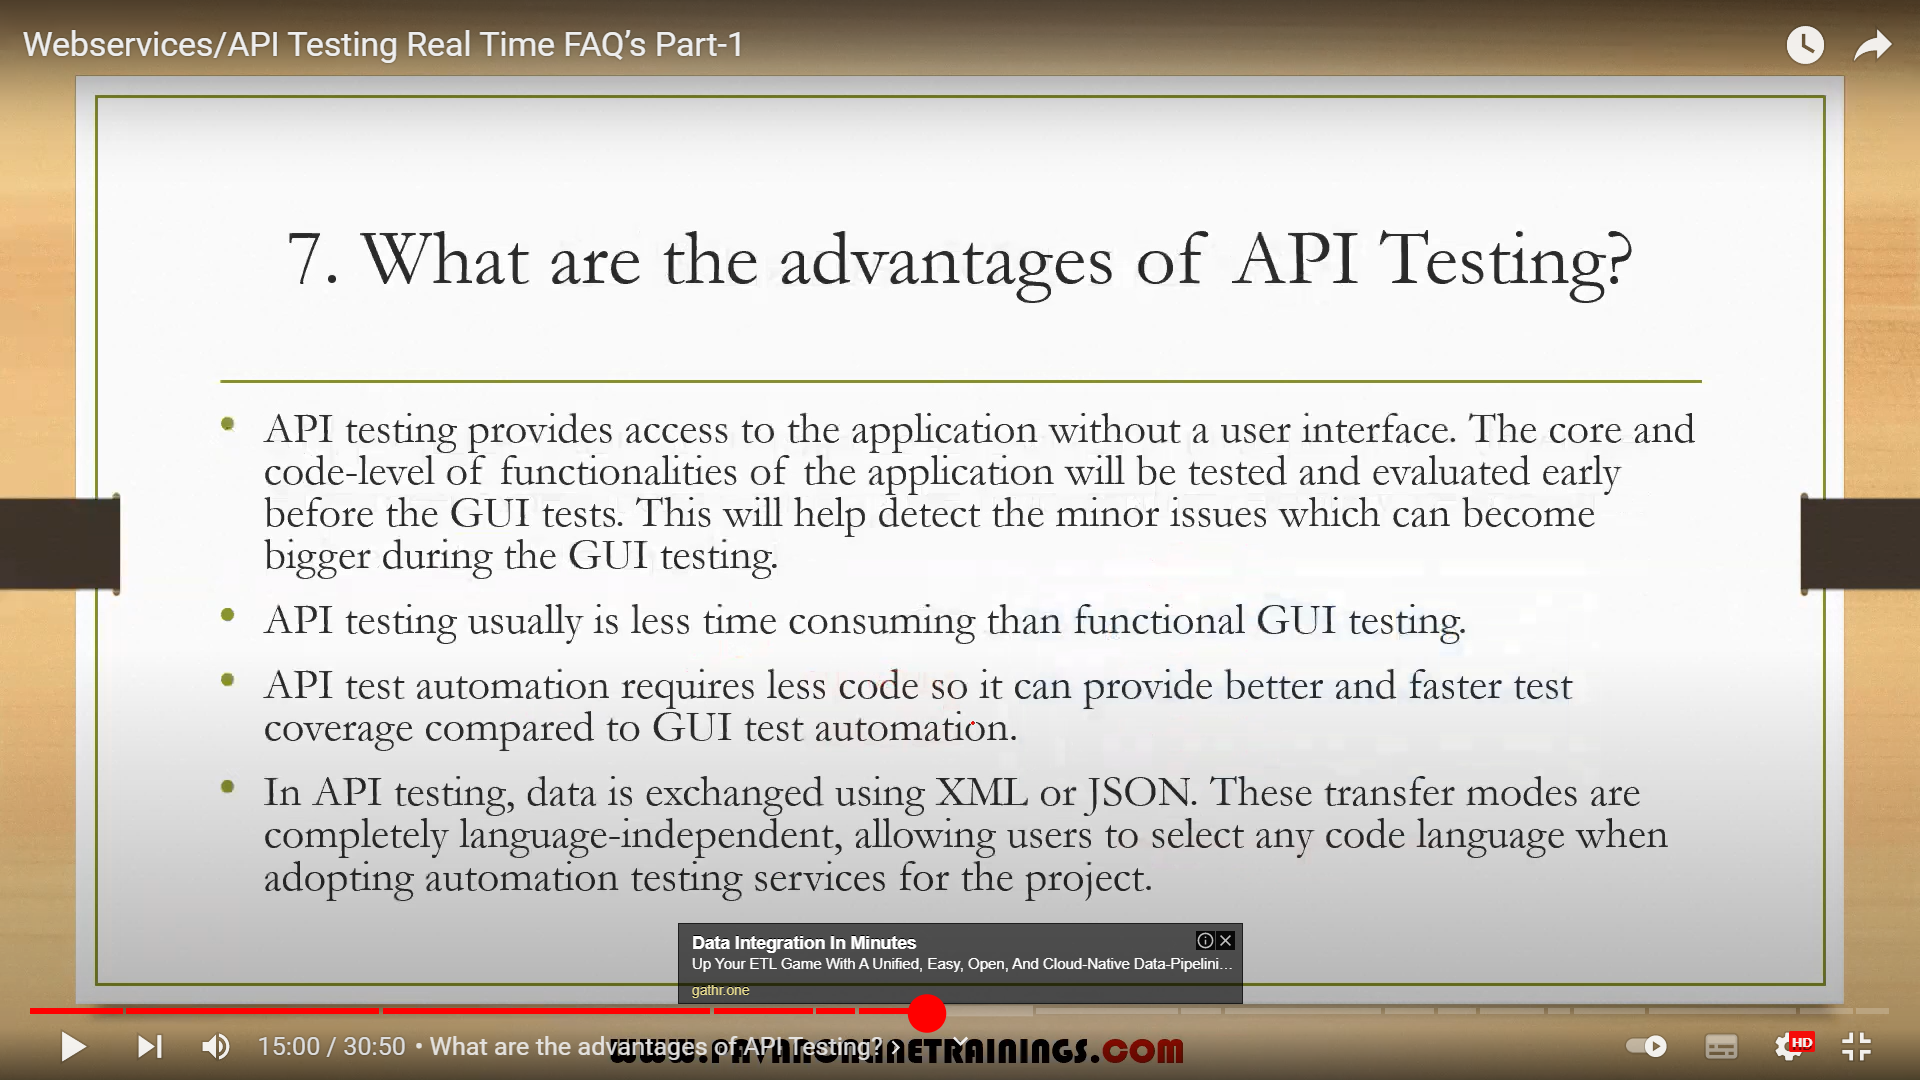 Webservices/API Testing Real Time FAQ’s Part-1
7. What are the advantages of API Testing?
• API testing provides access to the application without a user interface. The core and
code-level of functionalities of the application will be tested and evaluated early
before the GUI tests. This will help detect the minor issues which can become
bigger during the GUI testing.
• API testing usually is less time consuming than functional GUI testing.
• API test automation requires less code so it can provide better and faster test
coverage compared to GUI test automation.
• In API testing, data is exchanged using XML or JSON. These transfer modes are
completely language-independent, allowing users to select any code language when
adopting automation testing services for the project.
Data Integration In Minutes
Up Your ETL Game With A Unified, Easy, Open, And Cloud-Native Data-Pipelini...
gathr.one
15:00 / 30:50 • What are the advantages of API Testing?
www.PAVANONLINETRAININGS.COM
HD